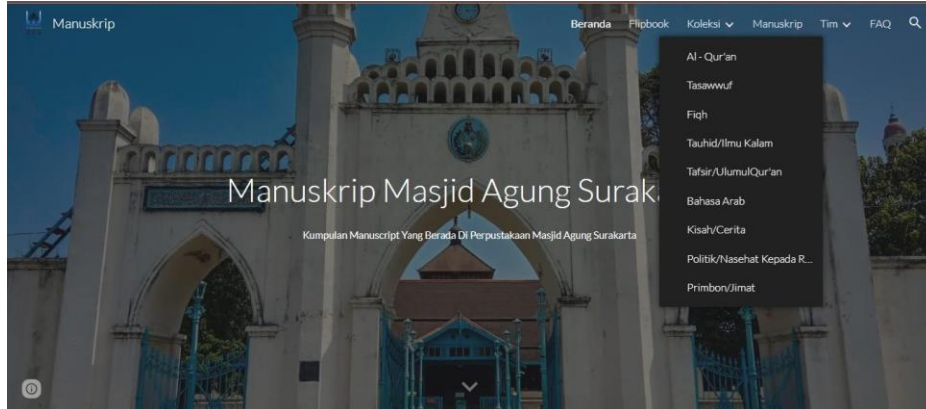 Manuskrip
Beranda Flipbook Koleksi Manuskrip Tim FAQ
Al - Qur'an
Tasawwuf
Fiqh
Tauhid/Ilmu Kalam
Tafsir/UlumulQur'an
Bahasa Arab
Kisah/Cerita
Politik/Nasehat Kepada R...
Primbon/Jimat
Manuskrip Masjid Agung Surak
Kumpulan Manuscript Yang Berada Di Perpustakaan Masjid Agung Surakarta